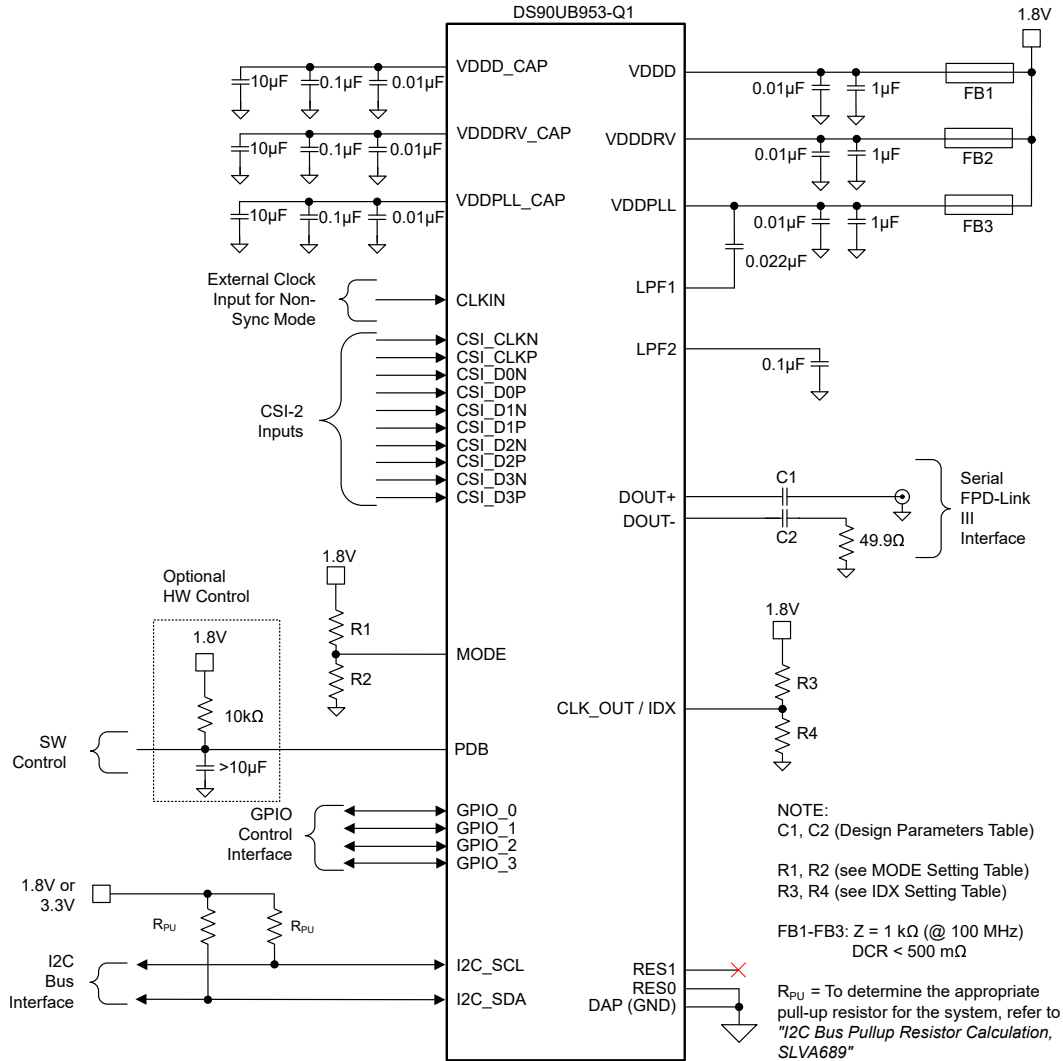 DS90UB953-Q1
1.8V
VDDD_CAP
10µF
0.1µF
0.01µF
VDDDRV_CAP
10µF
0.1µF
0.01µF
VDDPLL_CAP
10µF
0.1µF
0.01µF
External Clock
Input for Non-
Sync Mode
CLKIN
CSI-2
Inputs
CSI_CLKN
CSI_CLKP
CSI_D0N
CSI_D0P
CSI_D1N
CSI_D1P
CSI_D2N
CSI_D2P
CSI_D3N
CSI_D3P
1.8V
R1
R2
MODE
Optional
HW Control
1.8V
10kΩ
>10µF
SW
Control
PDB
GPIO
Control
Interface
GPIO_0
GPIO_1
GPIO_2
GPIO_3
1.8V or
3.3V
RPU
RPU
I2C
Bus
Interface
I2C_SCL
I2C_SDA
VDDD
0.01µF
1µF
FB1
VDDDRV
0.01µF
1µF
FB2
VDDPLL
0.01µF
1µF
FB3
0.022µF
LPF1
LPF2
0.1µF
DOUT+
DOUT-
C1
C2
49.9Ω
Serial
FPD-Link
III
Interface
1.8V
R3
R4
CLK_OUT / IDX
RES1
RES0
DAP (GND)
NOTE:
C1, C2 (Design Parameters Table)
R1, R2 (see MODE Setting Table)
R3, R4 (see IDX Setting Table)
FB1-FB3: Z = 1 kΩ (@ 100 MHz)
DCR < 500 mΩ
RPU = To determine the appropriate
pull-up resistor for the system, refer to
"I2C Bus Pullup Resistor Calculation,
SLVA689"